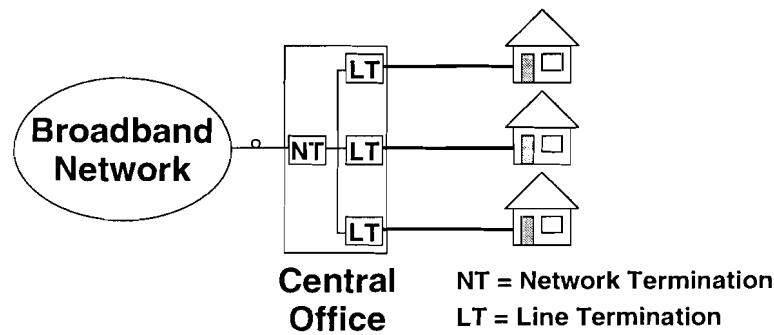 LT
Broadband
Network
NT
LT
LT
Central
Office
NT = Network Termination
LT = Line Termination